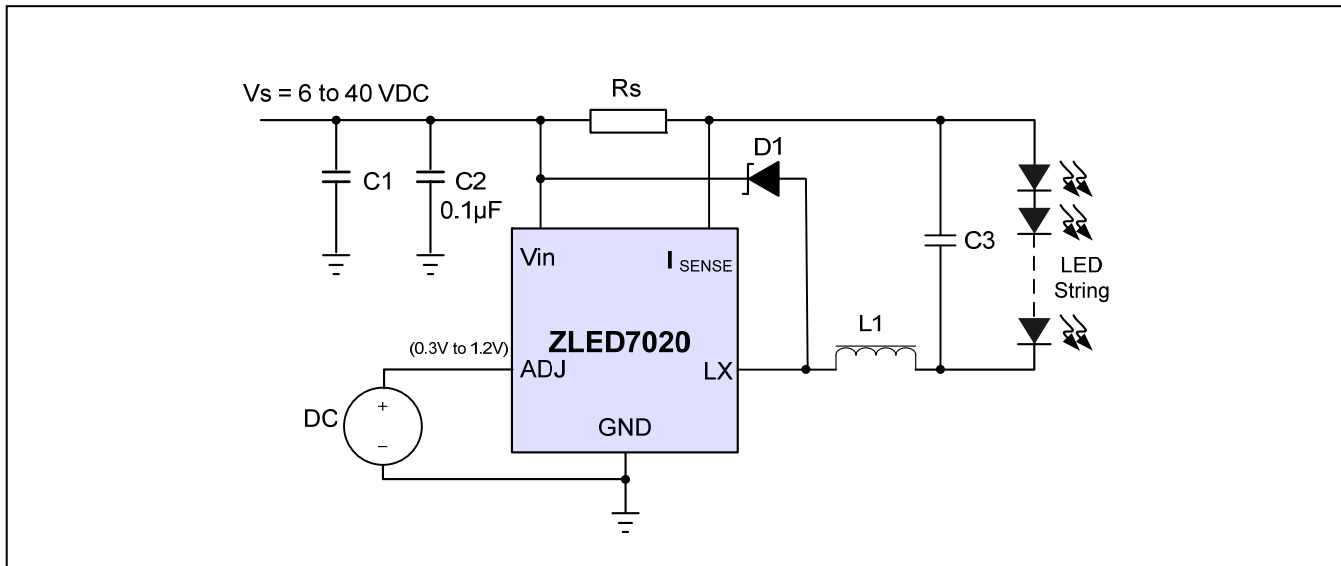 Vs = 6 to 40 VDC
Rs
D1
C1
C2
0.1µF
C3
Vin
I SENSE
LED
String
L1
ZLED7020
(0.3V to 1.2V)
ADJ
LX
DC
+
–
GND